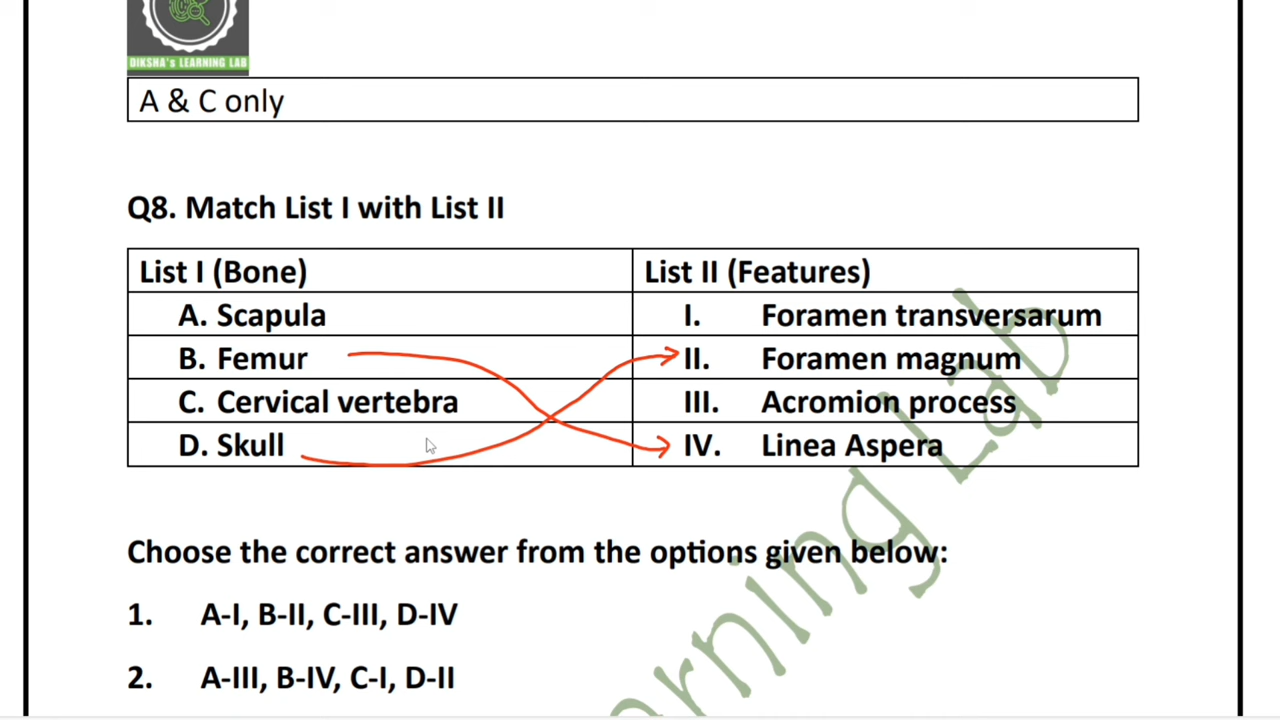 DIKSHA's LEARNING LAB
A & C only
Q8. Match List I with List II
List I (Bone) List II (Features)
A. Scapula I. Foramen transversarum
B. Femur II. Foramen magnum
C. Cervical vertebra III. Acromion process
D. Skull IV. Linea Aspera
Choose the correct answer from the options given below:
1. A-I, B-II, C-III, D-IV
2. A-III, B-IV, C-I, D-II
arning Lab